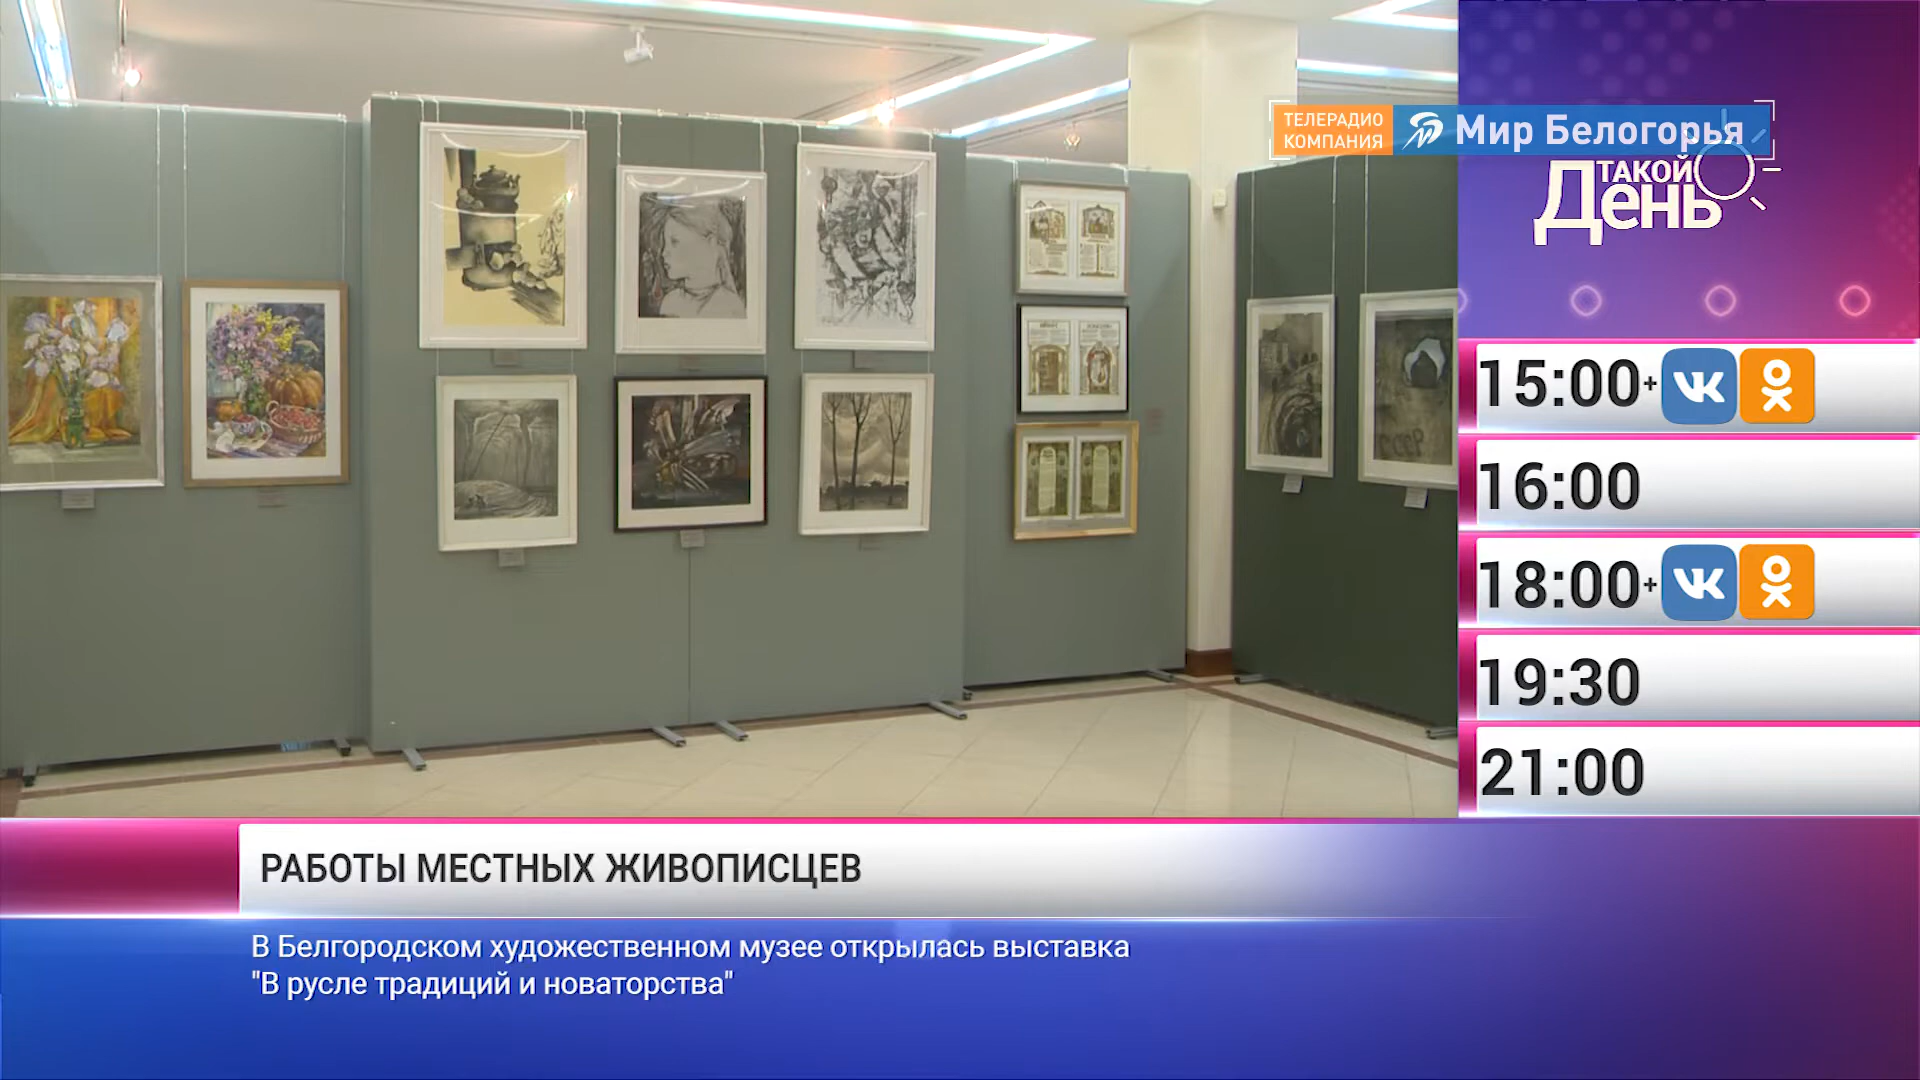 ТЕЛЕРАДИО
КОМПАНИЯ
Мир Белогорья
ТАКОЙ
День
15:00+
16:00
18:00+
19:30
21:00
РАБОТЫ МЕСТНЫХ ЖИВОПИСЦЕВ
В Белгородском художественном музее открылась выставка
"В русле традиций и новаторства"